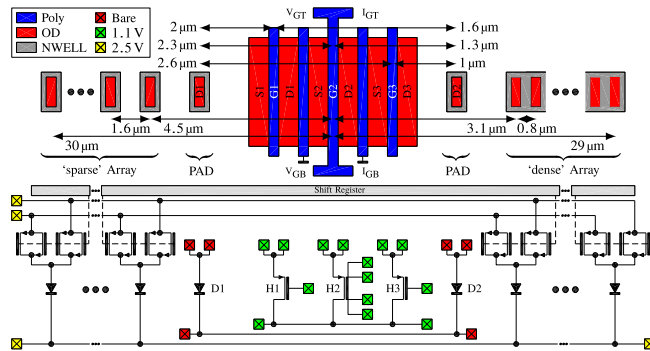 Poly
OD
NWELL
Bare
1.1 V
2.5 V
V_GT
I_GT
2 μm
1.6 μm
2.3 μm
1.3 μm
2.6 μm
1 μm
S1
G1
D1
S2
G2
D2
S3
G3
D3
D1
D2
1.6 μm
4.5 μm
3.1 μm
0.8 μm
30 μm
29 μm
'sparse' Array
PAD
V_GB
I_GB
PAD
'dense' Array
Shift Register
D1
H1
H2
H3
D2